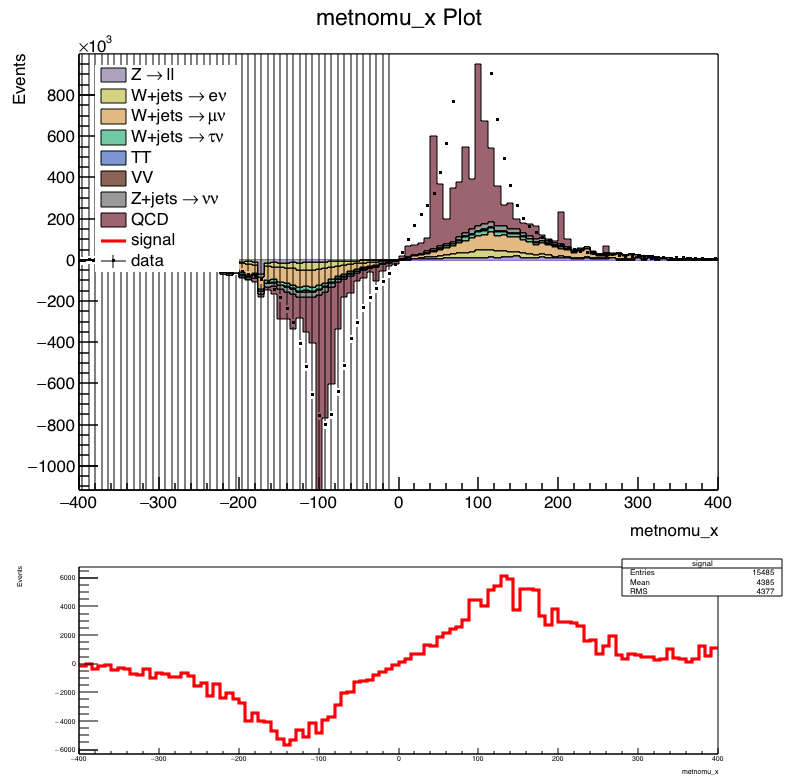 metnomu_x Plot
×10³
Events
800
600
400
200
0
−200
−400
−600
−800
−1000
Z → ll
W+jets → eν
W+jets → μν
W+jets → τν
TT
VV
Z+jets → νν
QCD
signal
data
−400 −300 −200 −100 0 100 200 300 400
metnomu_x
Events
signal
Entries 15485
Mean 4385
RMS 4377
6000
4000
2000
0
−2000
−4000
−6000
−400 −300 −200 −100 0 100 200 300 400
metnomu_x